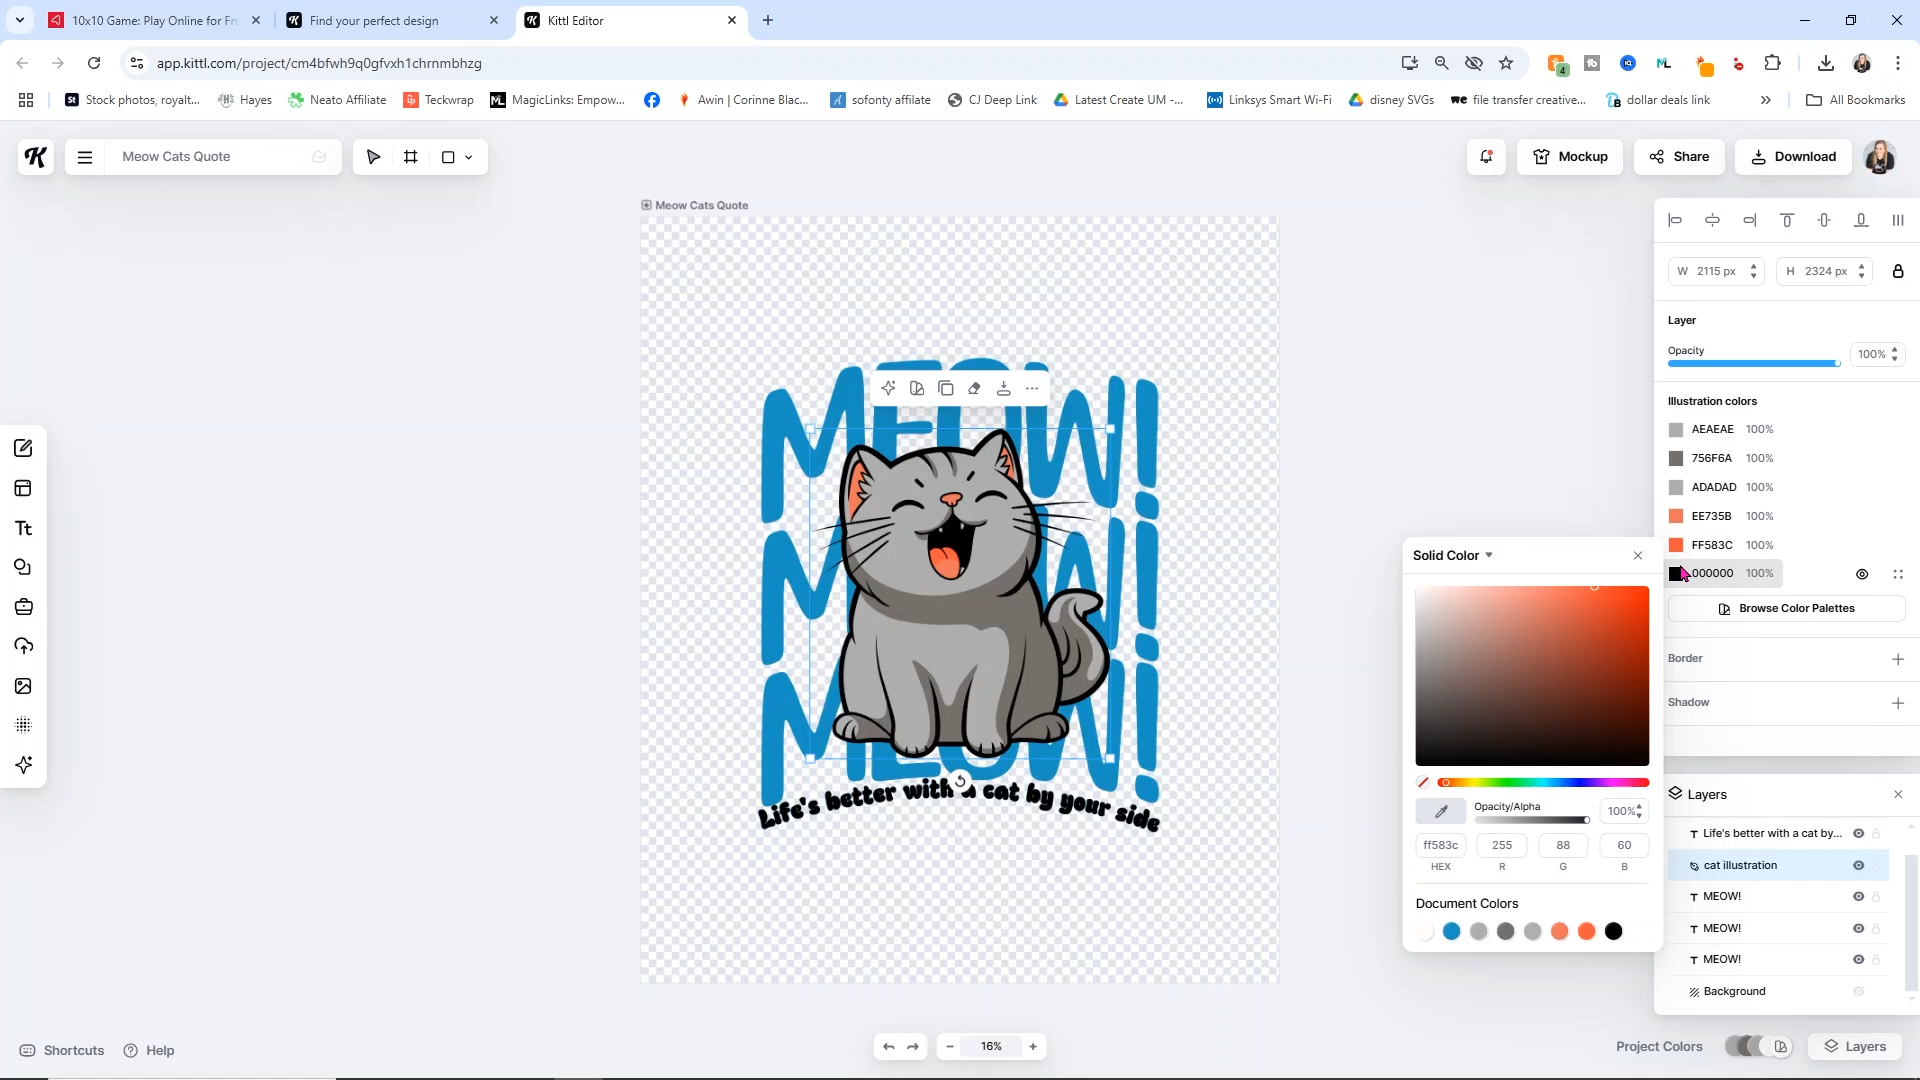 10x10 Game: Play Online for Fr
Find your perfect design
Kittl Editor
app.kittl.com/project/cm4bfwh9q0gfvxh1chrnmbhzg
4
Stock photos, royalt...
Hayes
Neato Affiliate
Teckwrap
MagicLinks: Empow...
Awin | Corinne Blac...
sofonty affilate
CJ Deep Link
Latest Create UM -...
Linksys Smart Wi-Fi
disney SVGs
file transfer creative...
dollar deals link
All Bookmarks
Meow Cats Quote
Mockup
Share
Download
Meow Cats Quote
W 2115 px
H 2324 px
Layer
Opacity
100%
Illustration colors
AEAEAE 100%
756F6A 100%
ADADAD 100%
EE735B 100%
FF583C 100%
000000 100%
Browse Color Palettes
Border
Shadow
MEOW!
MEOW!
MEOW!
Life's better with a cat by your side
Solid Color
Opacity/Alpha
100%
ff583c 255 88 60
HEX R G B
Document Colors
Layers
Life's better with a cat by...
cat illustration
MEOW!
MEOW!
MEOW!
Background
Shortcuts
Help
16%
Project Colors
Layers